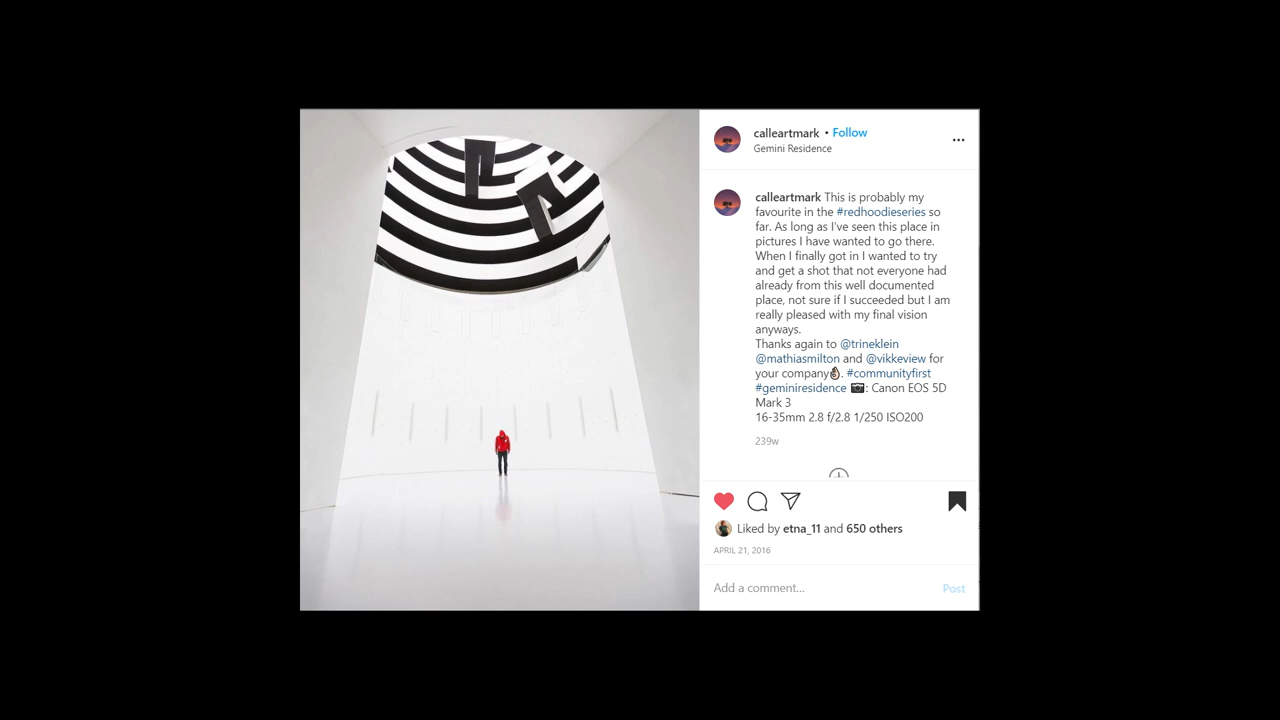 calleartmark • Follow
Gemini Residence
calleartmark This is probably my
favourite in the #redhoodieseries so
far. As long as I've seen this place in
pictures I have wanted to go there.
When I finally got in I wanted to try
and get a shot that not everyone had
already from this well documented
place, not sure if I succeeded but I am
really pleased with my final vision
anyways.
Thanks again to @trineklein
@mathiasmilton and @vikkeview for
your company👌🏻. #communityfirst
#geminiresidence 📷: Canon EOS 5D
Mark 3
16-35mm 2.8 f/2.8 1/250 ISO200
239w
Liked by etna_11 and 650 others
APRIL 21, 2016
Add a comment...
Post